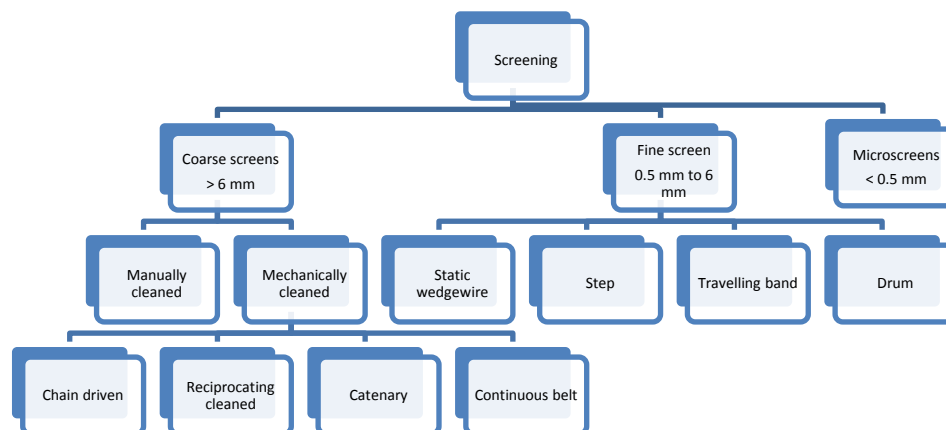 Screening
Coarse screens
> 6 mm
Fine screen
0.5 mm to 6
mm
Microscreens
< 0.5 mm
Manually
cleaned
Mechanically
cleaned
Static
wedgewire
Step
Travelling band
Drum
Chain driven
Reciprocating
cleaned
Catenary
Continuous belt